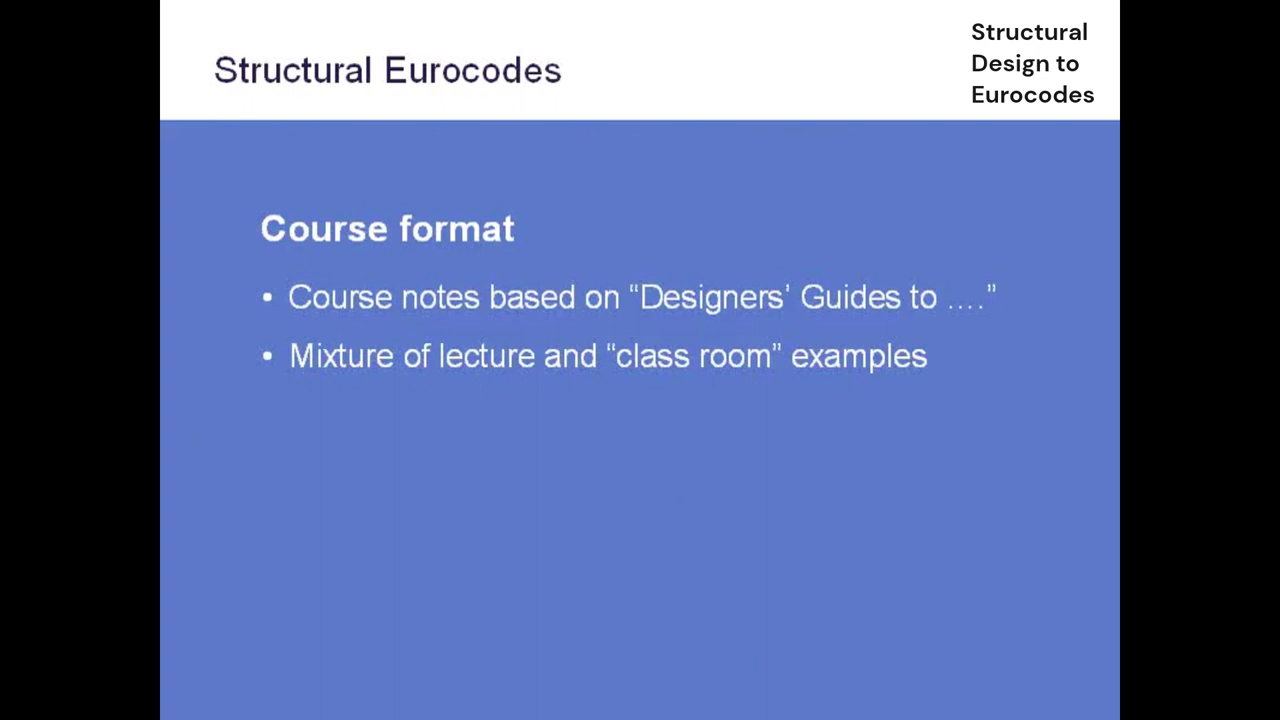 Structural Eurocodes
Structural
Design to
Eurocodes
Course format
• Course notes based on “Designers’ Guides to ….”
• Mixture of lecture and “class room” examples